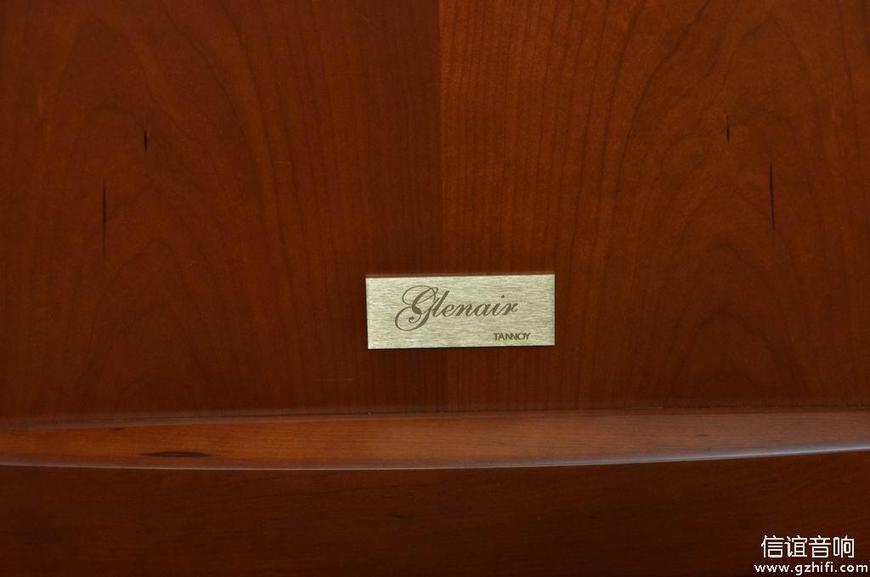 Glenair
TANNOY
信谊音响
www.gzhifi.com